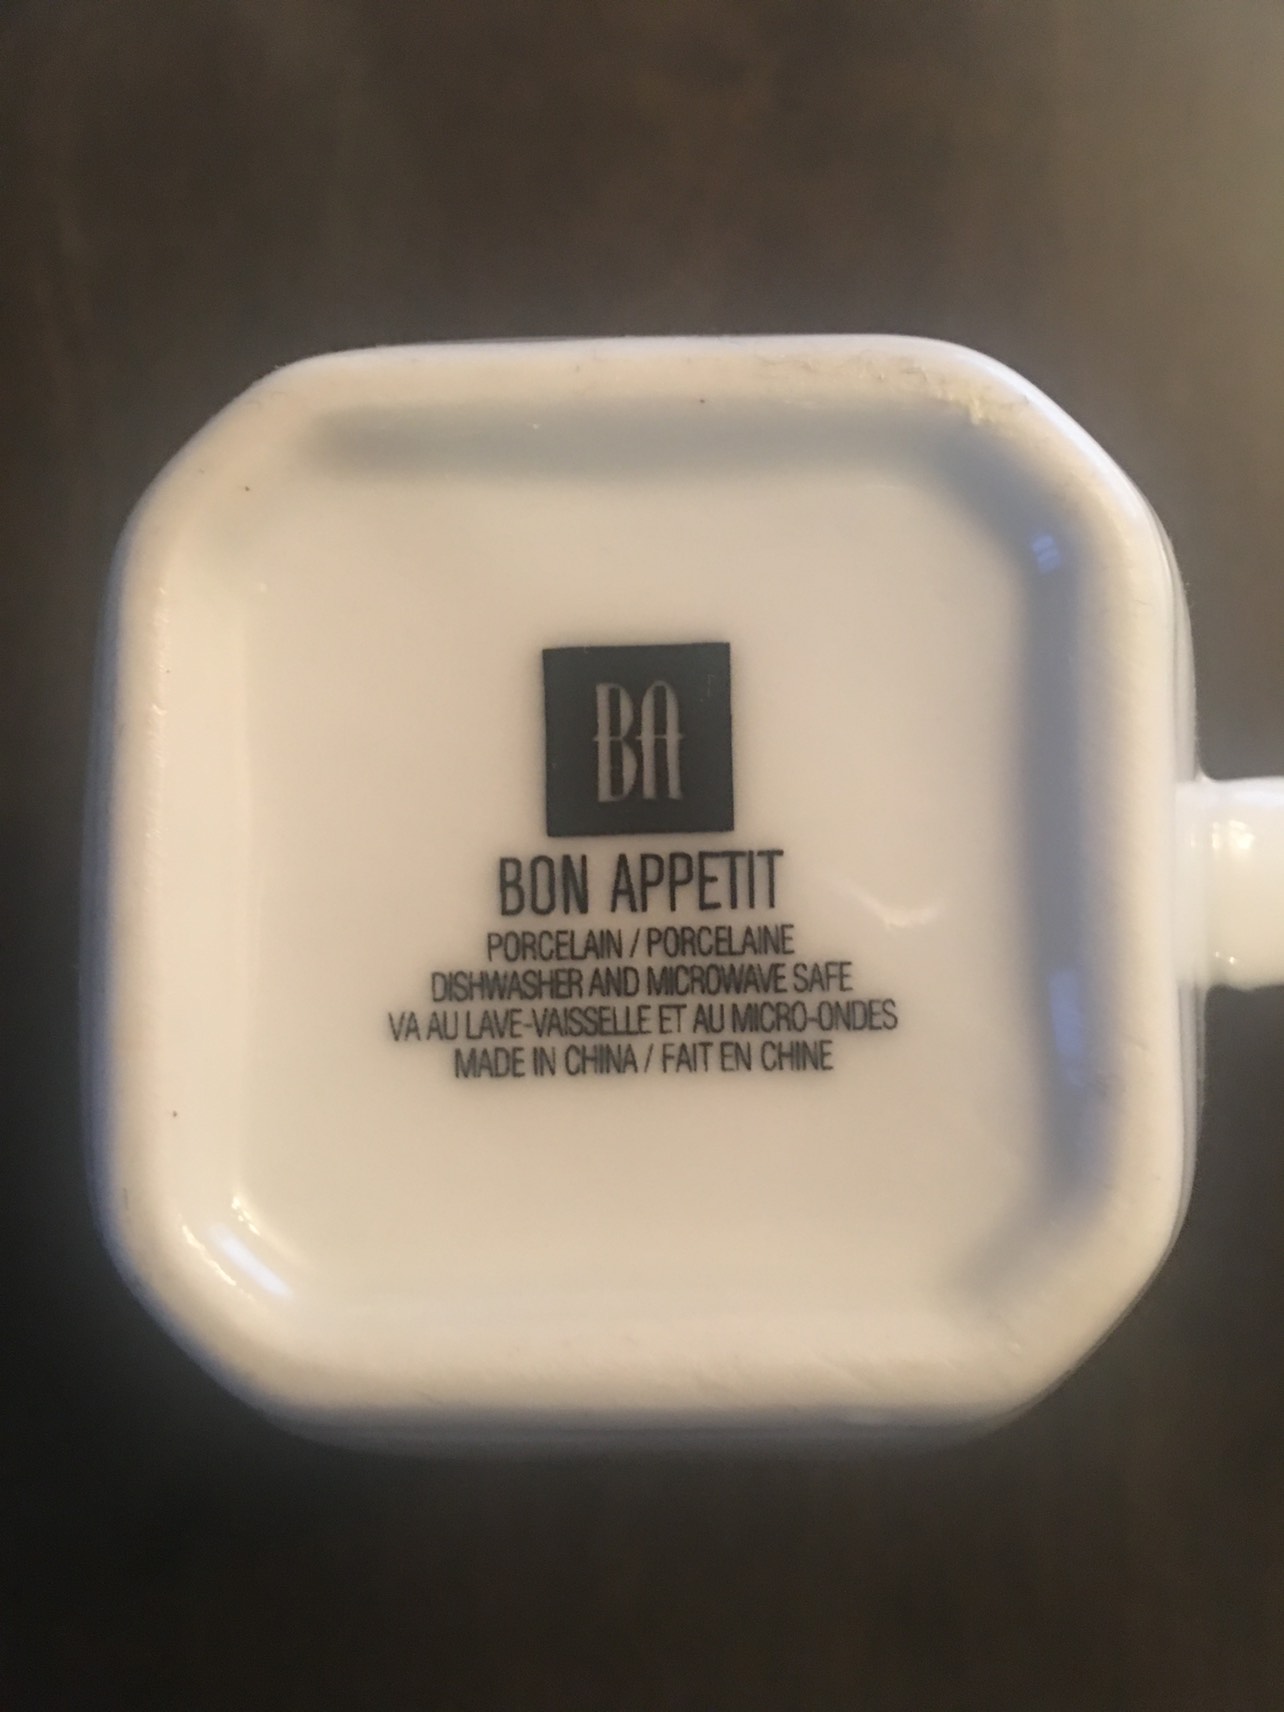 BA
BON APPETIT
PORCELAIN / PORCELAINE
DISHWASHER AND MICROWAVE SAFE
VA AU LAVE-VAISSELLE ET AU MICRO-ONDES
MADE IN CHINA / FAIT EN CHINE